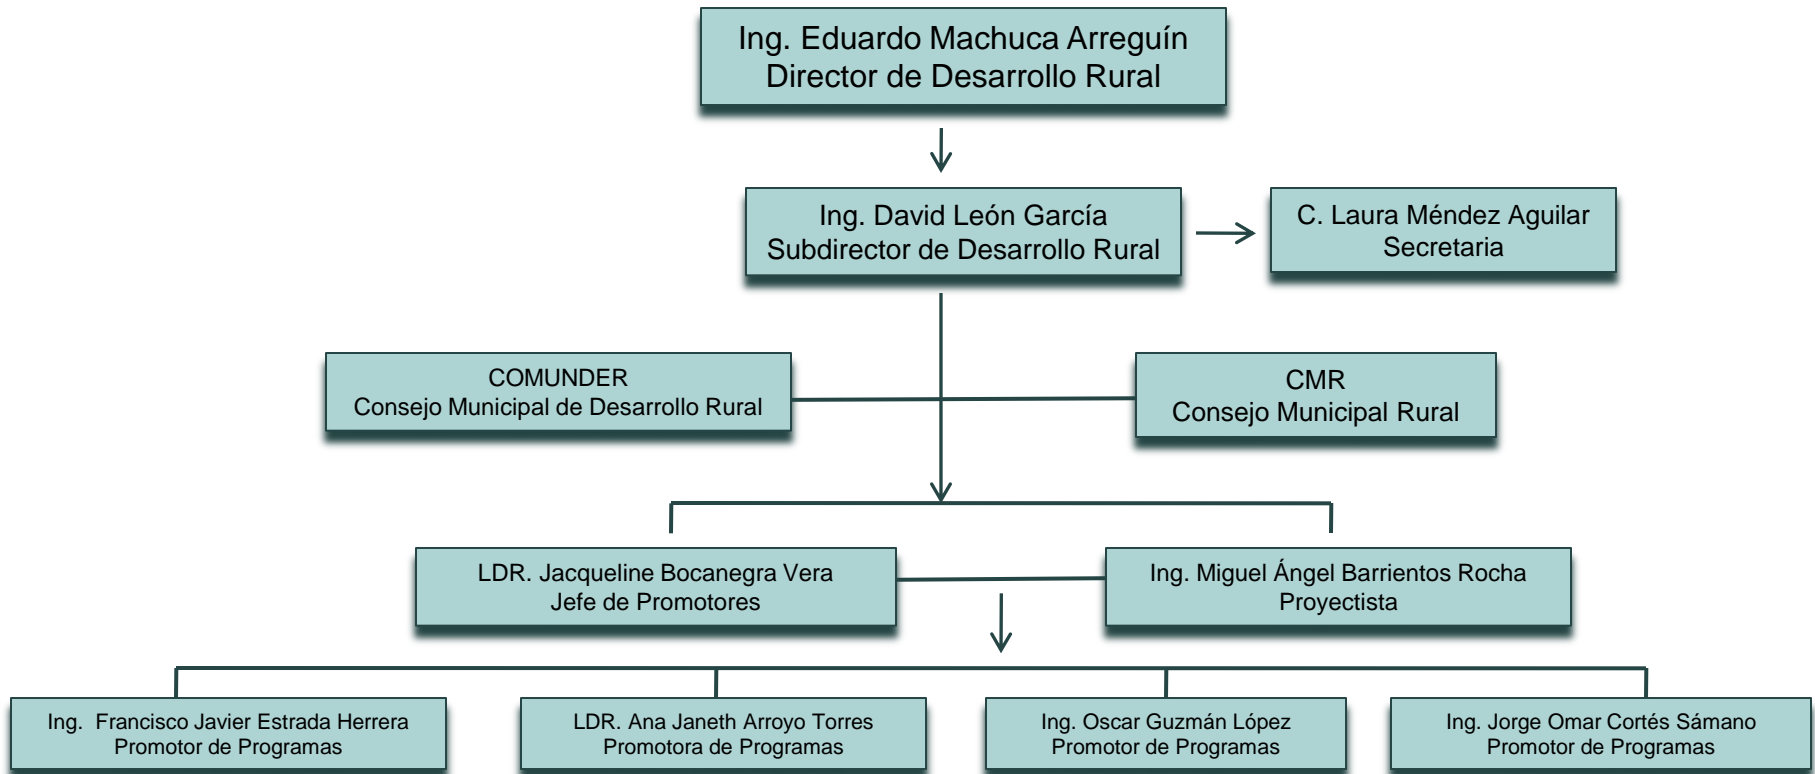 Ing. Eduardo Machuca Arreguín
Director de Desarrollo Rural
Ing. David León García
Subdirector de Desarrollo Rural
C. Laura Méndez Aguilar
Secretaria
COMUNDER
Consejo Municipal de Desarrollo Rural
CMR
Consejo Municipal Rural
LDR. Jacqueline Bocanegra Vera
Jefe de Promotores
Ing. Miguel Ángel Barrientos Rocha
Proyectista
Ing. Francisco Javier Estrada Herrera
Promotor de Programas
LDR. Ana Janeth Arroyo Torres
Promotora de Programas
Ing. Oscar Guzmán López
Promotor de Programas
Ing. Jorge Omar Cortés Sámano
Promotor de Programas